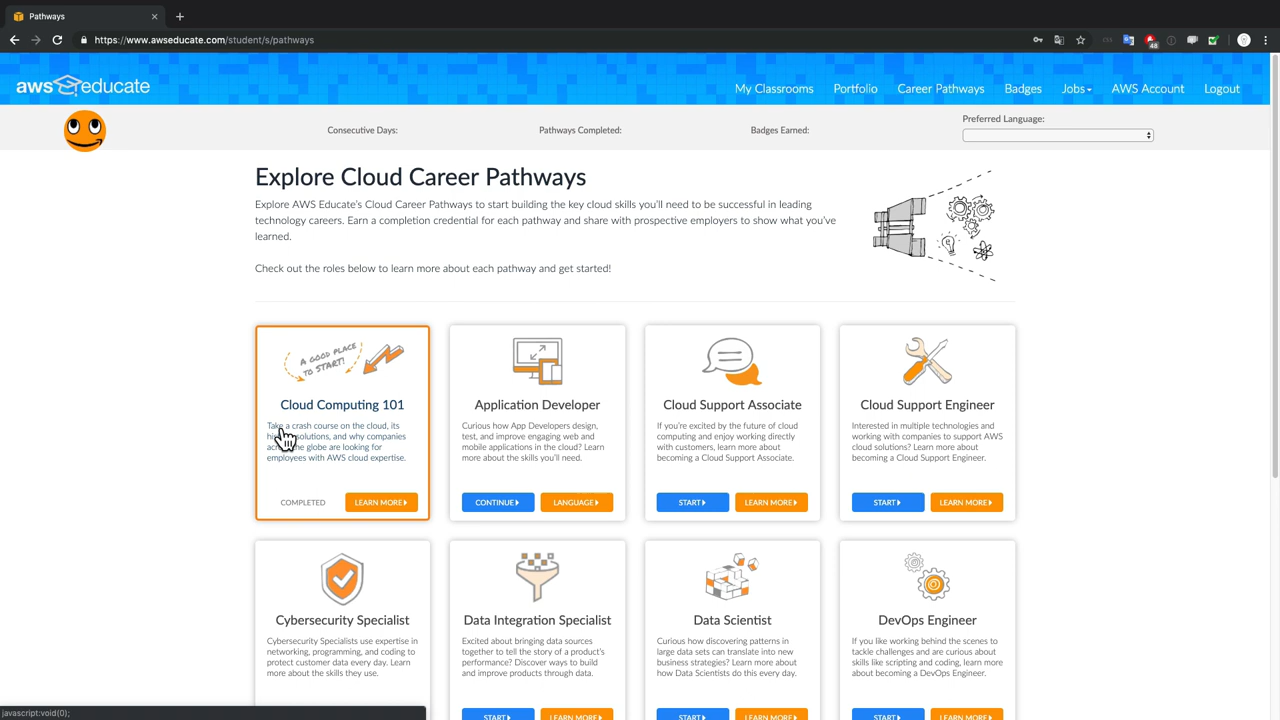 Pathways
https://www.awseducate.com/student/s/pathways
48
aws educate
My Classrooms
Portfolio
Career Pathways
Badges
Jobs
AWS Account
Logout
Consecutive Days:
Pathways Completed:
Badges Earned:
Preferred Language:
Explore Cloud Career Pathways
Explore AWS Educate's Cloud Career Pathways to start building the key cloud skills you'll need to be successful in leading
technology careers. Earn a completion credential for each pathway and share with prospective employers to show what you've
learned.
Check out the roles below to learn more about each pathway and get started!
A GOOD PLACE
TO START!
Cloud Computing 101
Take a crash course on the cloud, its
solutions, and why companies
the globe are looking for
employees with AWS cloud expertise.
COMPLETED
LEARN MORE
Application Developer
Curious how App Developers design,
test, and improve engaging web and
mobile applications in the cloud? Learn
more about the skills you'll need.
CONTINUE
LANGUAGE
Cloud Support Associate
If you're excited by the future of cloud
computing and enjoy working directly
with customers, learn more about
becoming a Cloud Support Associate.
START
LEARN MORE
Cloud Support Engineer
Interested in multiple technologies and
working with companies to support AWS
cloud solutions? Learn more about
becoming a Cloud Support Engineer.
START
LEARN MORE
Cybersecurity Specialist
Cybersecurity Specialists use expertise in
networking, programming, and coding to
protect customer data every day. Learn
more about the skills they use.
Data Integration Specialist
Excited about bringing data sources
together to tell the story of a product's
performance? Discover ways to build
and improve products through data.
START
LEARN MORE
Data Scientist
Curious how discovering patterns in
large data sets can translate into new
business strategies? Learn more about
how Data Scientists do this every day.
START
LEARN MORE
DevOps Engineer
If you like working behind the scenes to
tackle challenges and are curious about
skills like scripting and coding, learn more
about becoming a DevOps Engineer.
START
LEARN MORE
javascript:void(0);